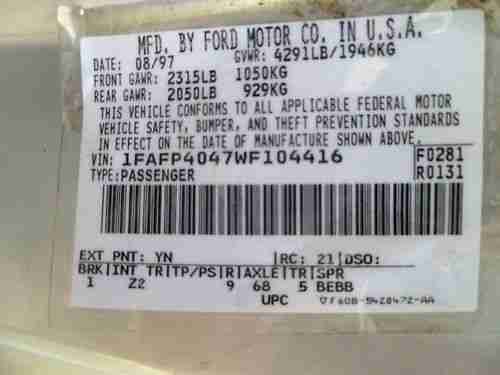 MFD. BY FORD MOTOR CO. IN U.S.A.
DATE: 08/97 GVWR: 4291LB/1946KG
FRONT GAWR: 2315LB 1050KG
REAR GAWR: 2050LB 929KG
THIS VEHICLE CONFORMS TO ALL APPLICABLE FEDERAL MOTOR
VEHICLE SAFETY, BUMPER, AND THEFT PREVENTION STANDARDS
IN EFFECT ON THE DATE OF MANUFACTURE SHOWN ABOVE.
VIN: 1FAFP4047WF104416 F0281
TYPE: PASSENGER R0131
EXT PNT: YN |RC: 21|DSO:
BRK|INT TR|TP/PS|R|AXLE|TR|SPR
1 Z2 9 68 5 BEBB
UPC F60B-5420472-AA